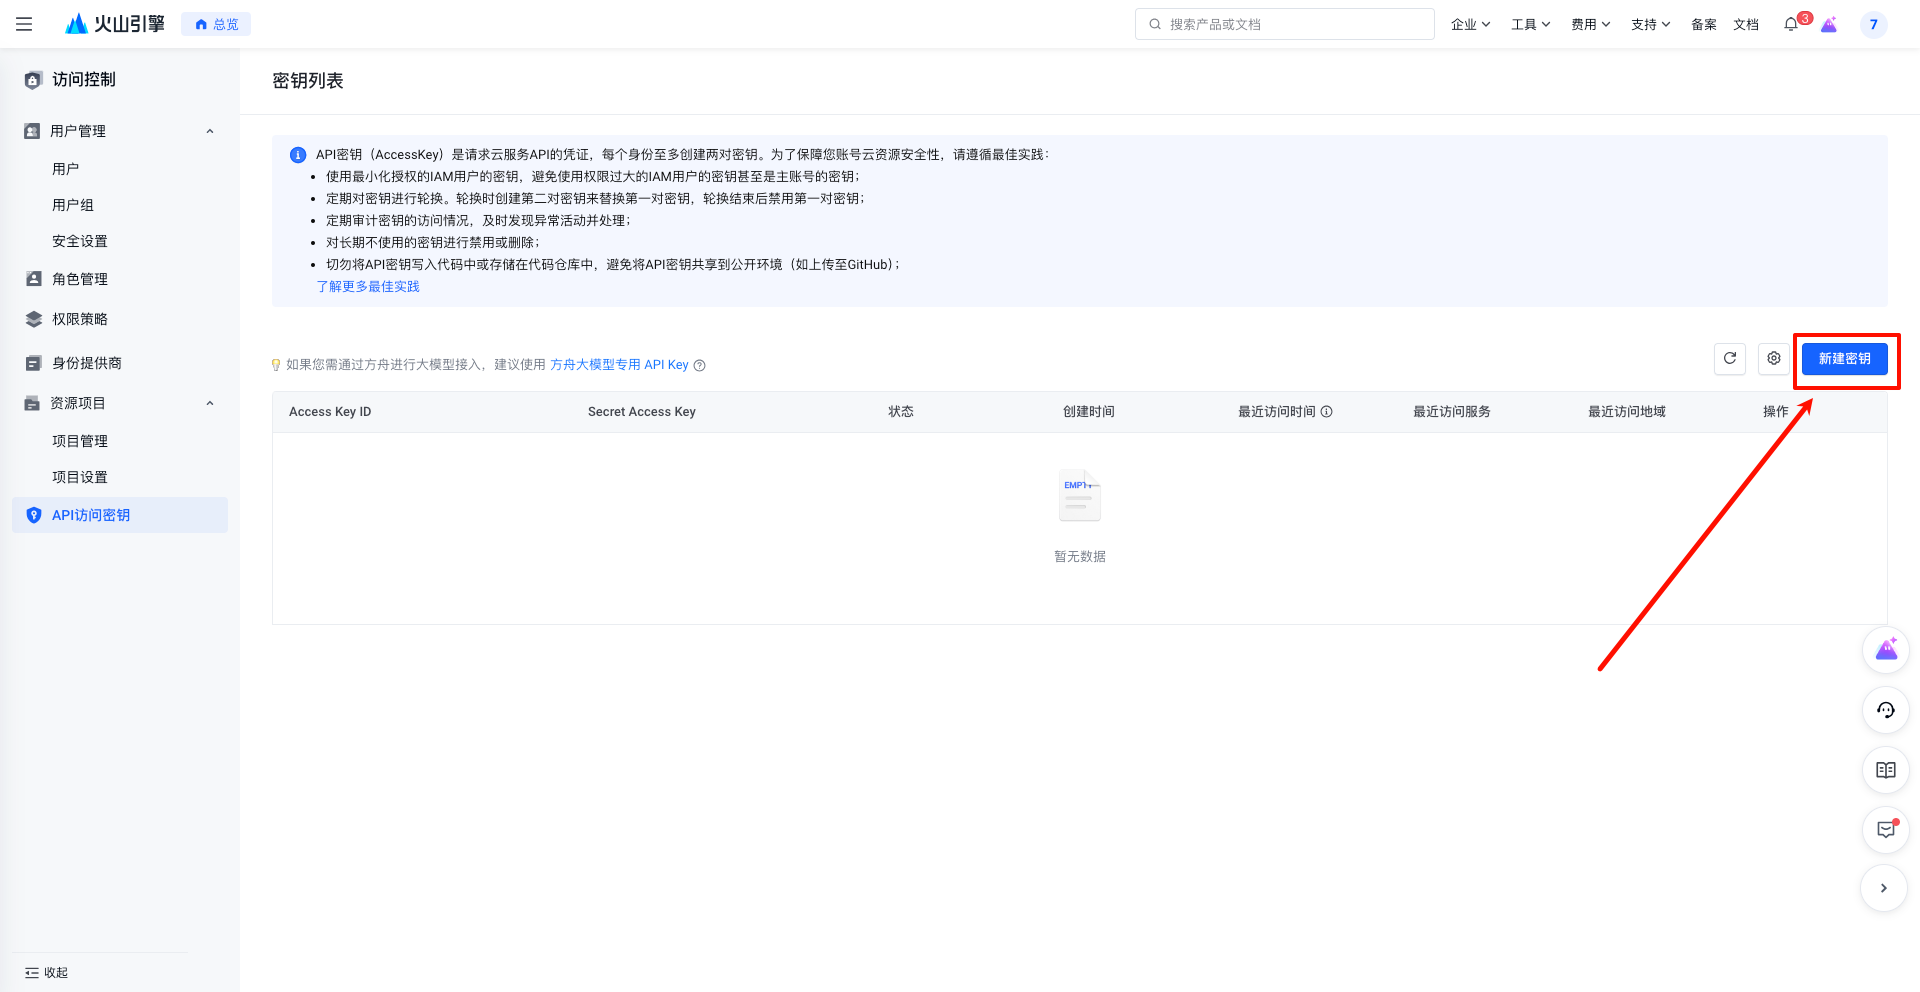 火山引擎
总览
搜索产品或文档
企业
工具
费用
支持
备案
文档
3
7
访问控制
用户管理
用户
用户组
安全设置
角色管理
权限策略
身份提供商
资源项目
项目管理
项目设置
API访问密钥
收起
密钥列表
API密钥（AccessKey）是请求云服务API的凭证，每个身份至多创建两对密钥。为了保障您账号云资源安全性，请遵循最佳实践：
使用最小化授权的IAM用户的密钥，避免使用权限过大的IAM用户的密钥甚至是主账号的密钥；
定期对密钥进行轮换。轮换时创建第二对密钥来替换第一对密钥，轮换结束后禁用第一对密钥；
定期审计密钥的访问情况，及时发现异常活动并处理；
对长期不使用的密钥进行禁用或删除；
切勿将API密钥写入代码中或存储在代码仓库中，避免将API密钥共享到公开环境（如上传至GitHub）；
了解更多最佳实践
如果您需通过方舟进行大模型接入，建议使用 方舟大模型专用 API Key
新建密钥
Access Key ID
Secret Access Key
状态
创建时间
最近访问时间
最近访问服务
最近访问地域
操作
EMPTY
暂无数据